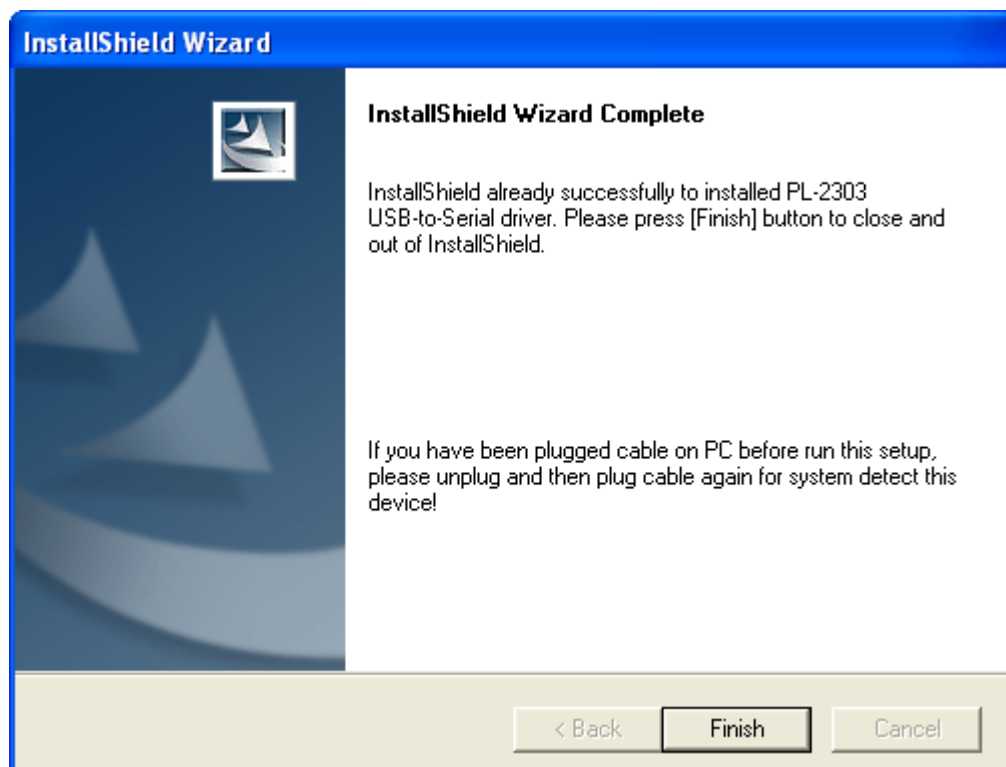 InstallShield Wizard
InstallShield Wizard Complete
InstallShield already successfully to installed PL-2303
USB-to-Serial driver. Please press [Finish] button to close and
out of InstallShield.
If you have been plugged cable on PC before run this setup,
please unplug and then plug cable again for system detect this
device!
< Back
Finish
Cancel